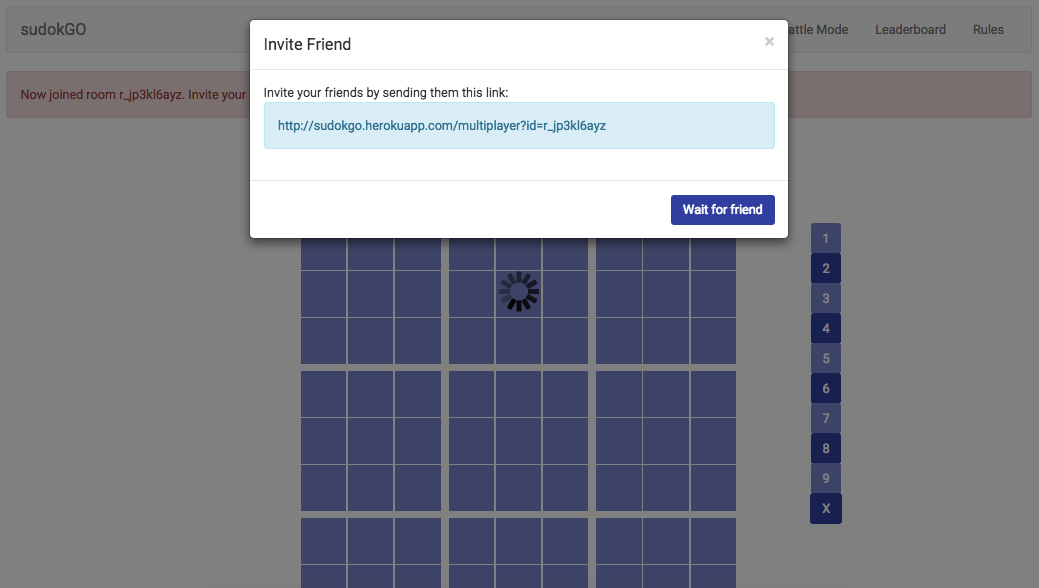 sudokGO
attle Mode
Leaderboard
Rules
Invite Friend
×
Now joined room r_jp3kl6ayz. Invite your
Invite your friends by sending them this link:
http://sudokgo.herokuapp.com/multiplayer?id=r_jp3kl6ayz
Wait for friend
1
2
3
4
5
6
7
8
9
X